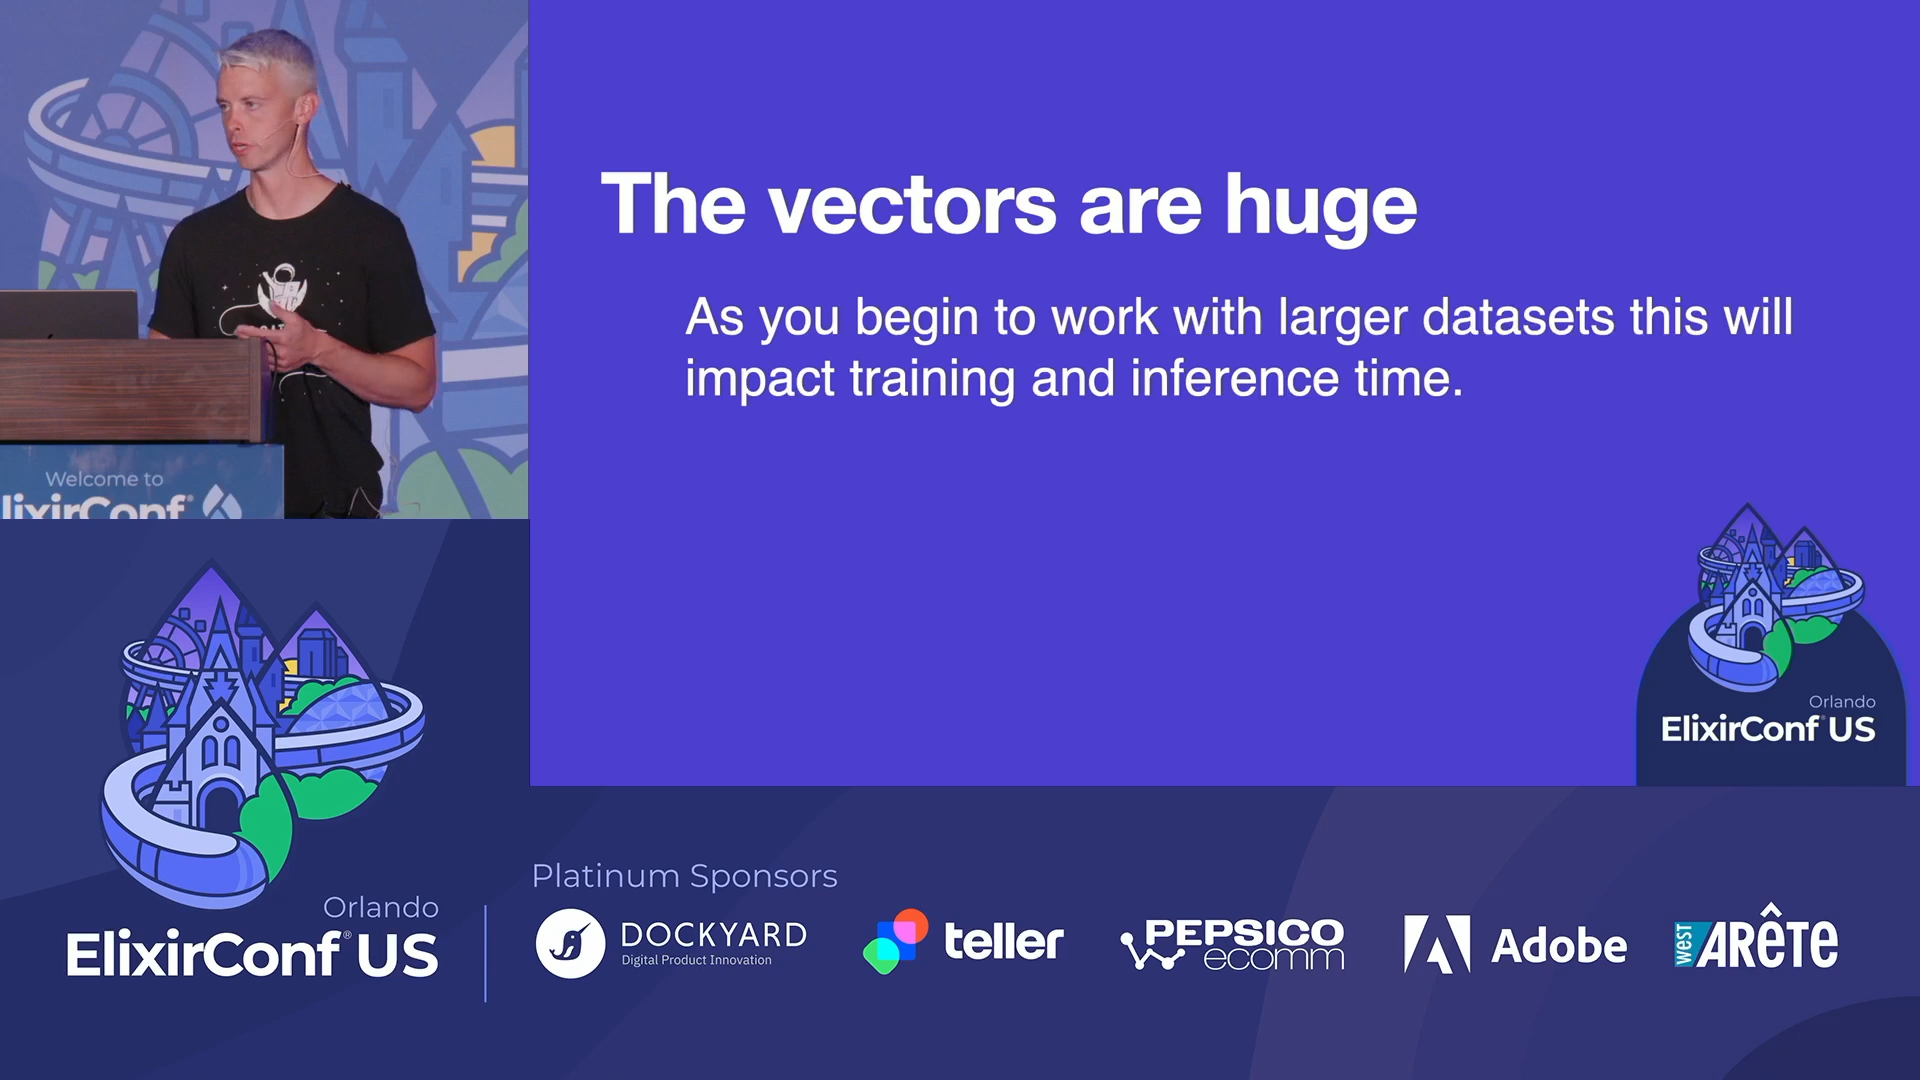 The vectors are huge
As you begin to work with larger datasets this will
impact training and inference time.
Welcome to
lixirConf
Orlando
ElixirConf US
Orlando
ElixirConf® US
Platinum Sponsors
DOCKYARD
Digital Product Innovation
teller
PEPSICO
ecomm
Adobe
west
ARÊTE